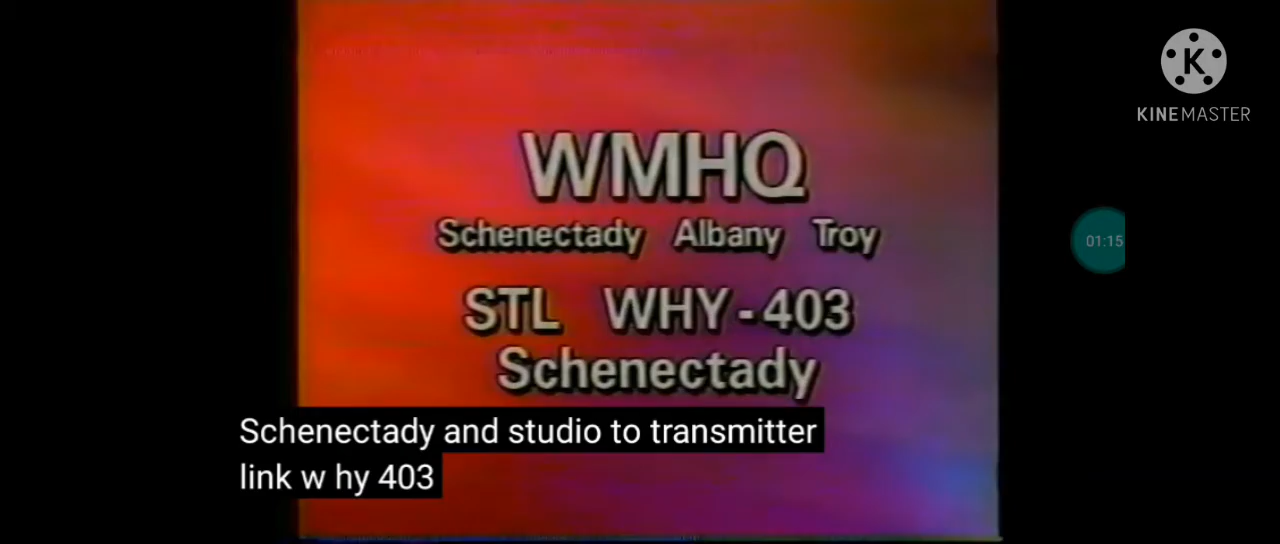 WMHQ
Schenectady Albany Troy
STL WHY-403
Schenectady
Schenectady and studio to transmitter
link w hy 403
K
KINEMASTER
01:15